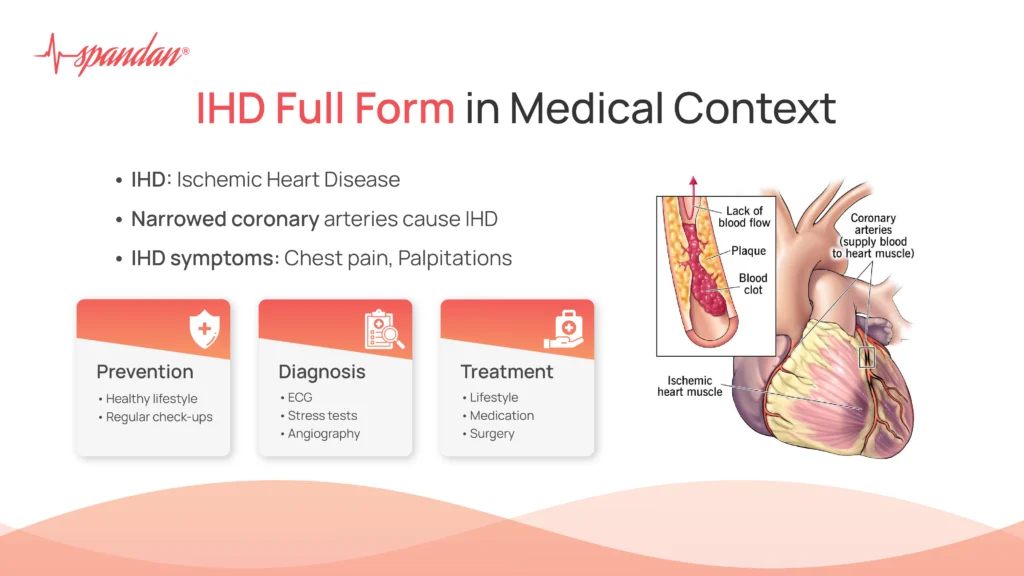 spandan®
IHD Full Form in Medical Context
• IHD: Ischemic Heart Disease
• Narrowed coronary arteries cause IHD
• IHD symptoms: Chest pain, Palpitations
Prevention
• Healthy lifestyle
• Regular check-ups
Diagnosis
• ECG
• Stress tests
• Angiography
Treatment
• Lifestyle
• Medication
• Surgery
Lack of
blood flow
Plaque
Blood
clot
Coronary
arteries
(supply blood
to heart muscle)
Ischemic
heart muscle